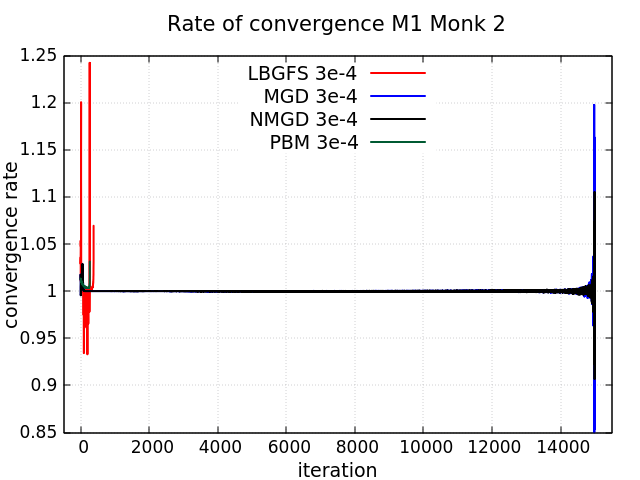 Rate of convergence M1 Monk 2
LBGFS 3e-4
MGD 3e-4
NMGD 3e-4
PBM 3e-4
convergence rate
1.25
1.2
1.15
1.1
1.05
1
0.95
0.9
0.85
0 2000 4000 6000 8000 10000 12000 14000
iteration